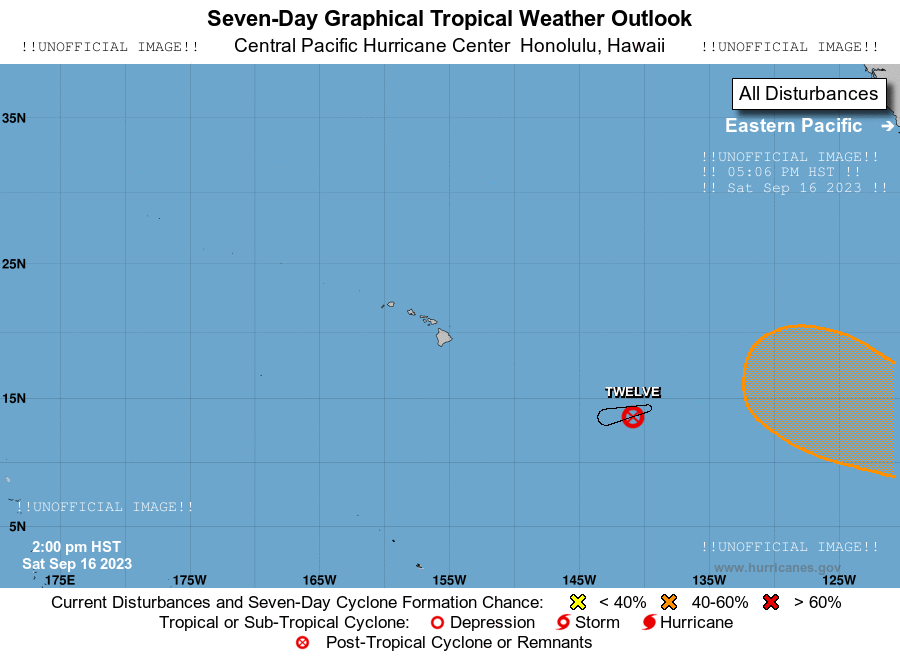 Seven-Day Graphical Tropical Weather Outlook
!!UNOFFICIAL IMAGE!! Central Pacific Hurricane Center Honolulu, Hawaii !!UNOFFICIAL IMAGE!!
All Disturbances
35N
Eastern Pacific
!!UNOFFICIAL IMAGE!!
!! 05:06 PM HST !!
!! Sat Sep 16 2023 !!
25N
TWELVE
15N
!!UNOFFICIAL IMAGE!!
5N
2:00 pm HST
Sat Sep 16 2023
!!UNOFFICIAL IMAGE!!
www.hurricanes.gov
175E 175W 165W 155W 145W 135W 125W
Current Disturbances and Seven-Day Cyclone Formation Chance: < 40% 40-60% > 60%
Tropical or Sub-Tropical Cyclone: Depression Storm Hurricane
Post-Tropical Cyclone or Remnants